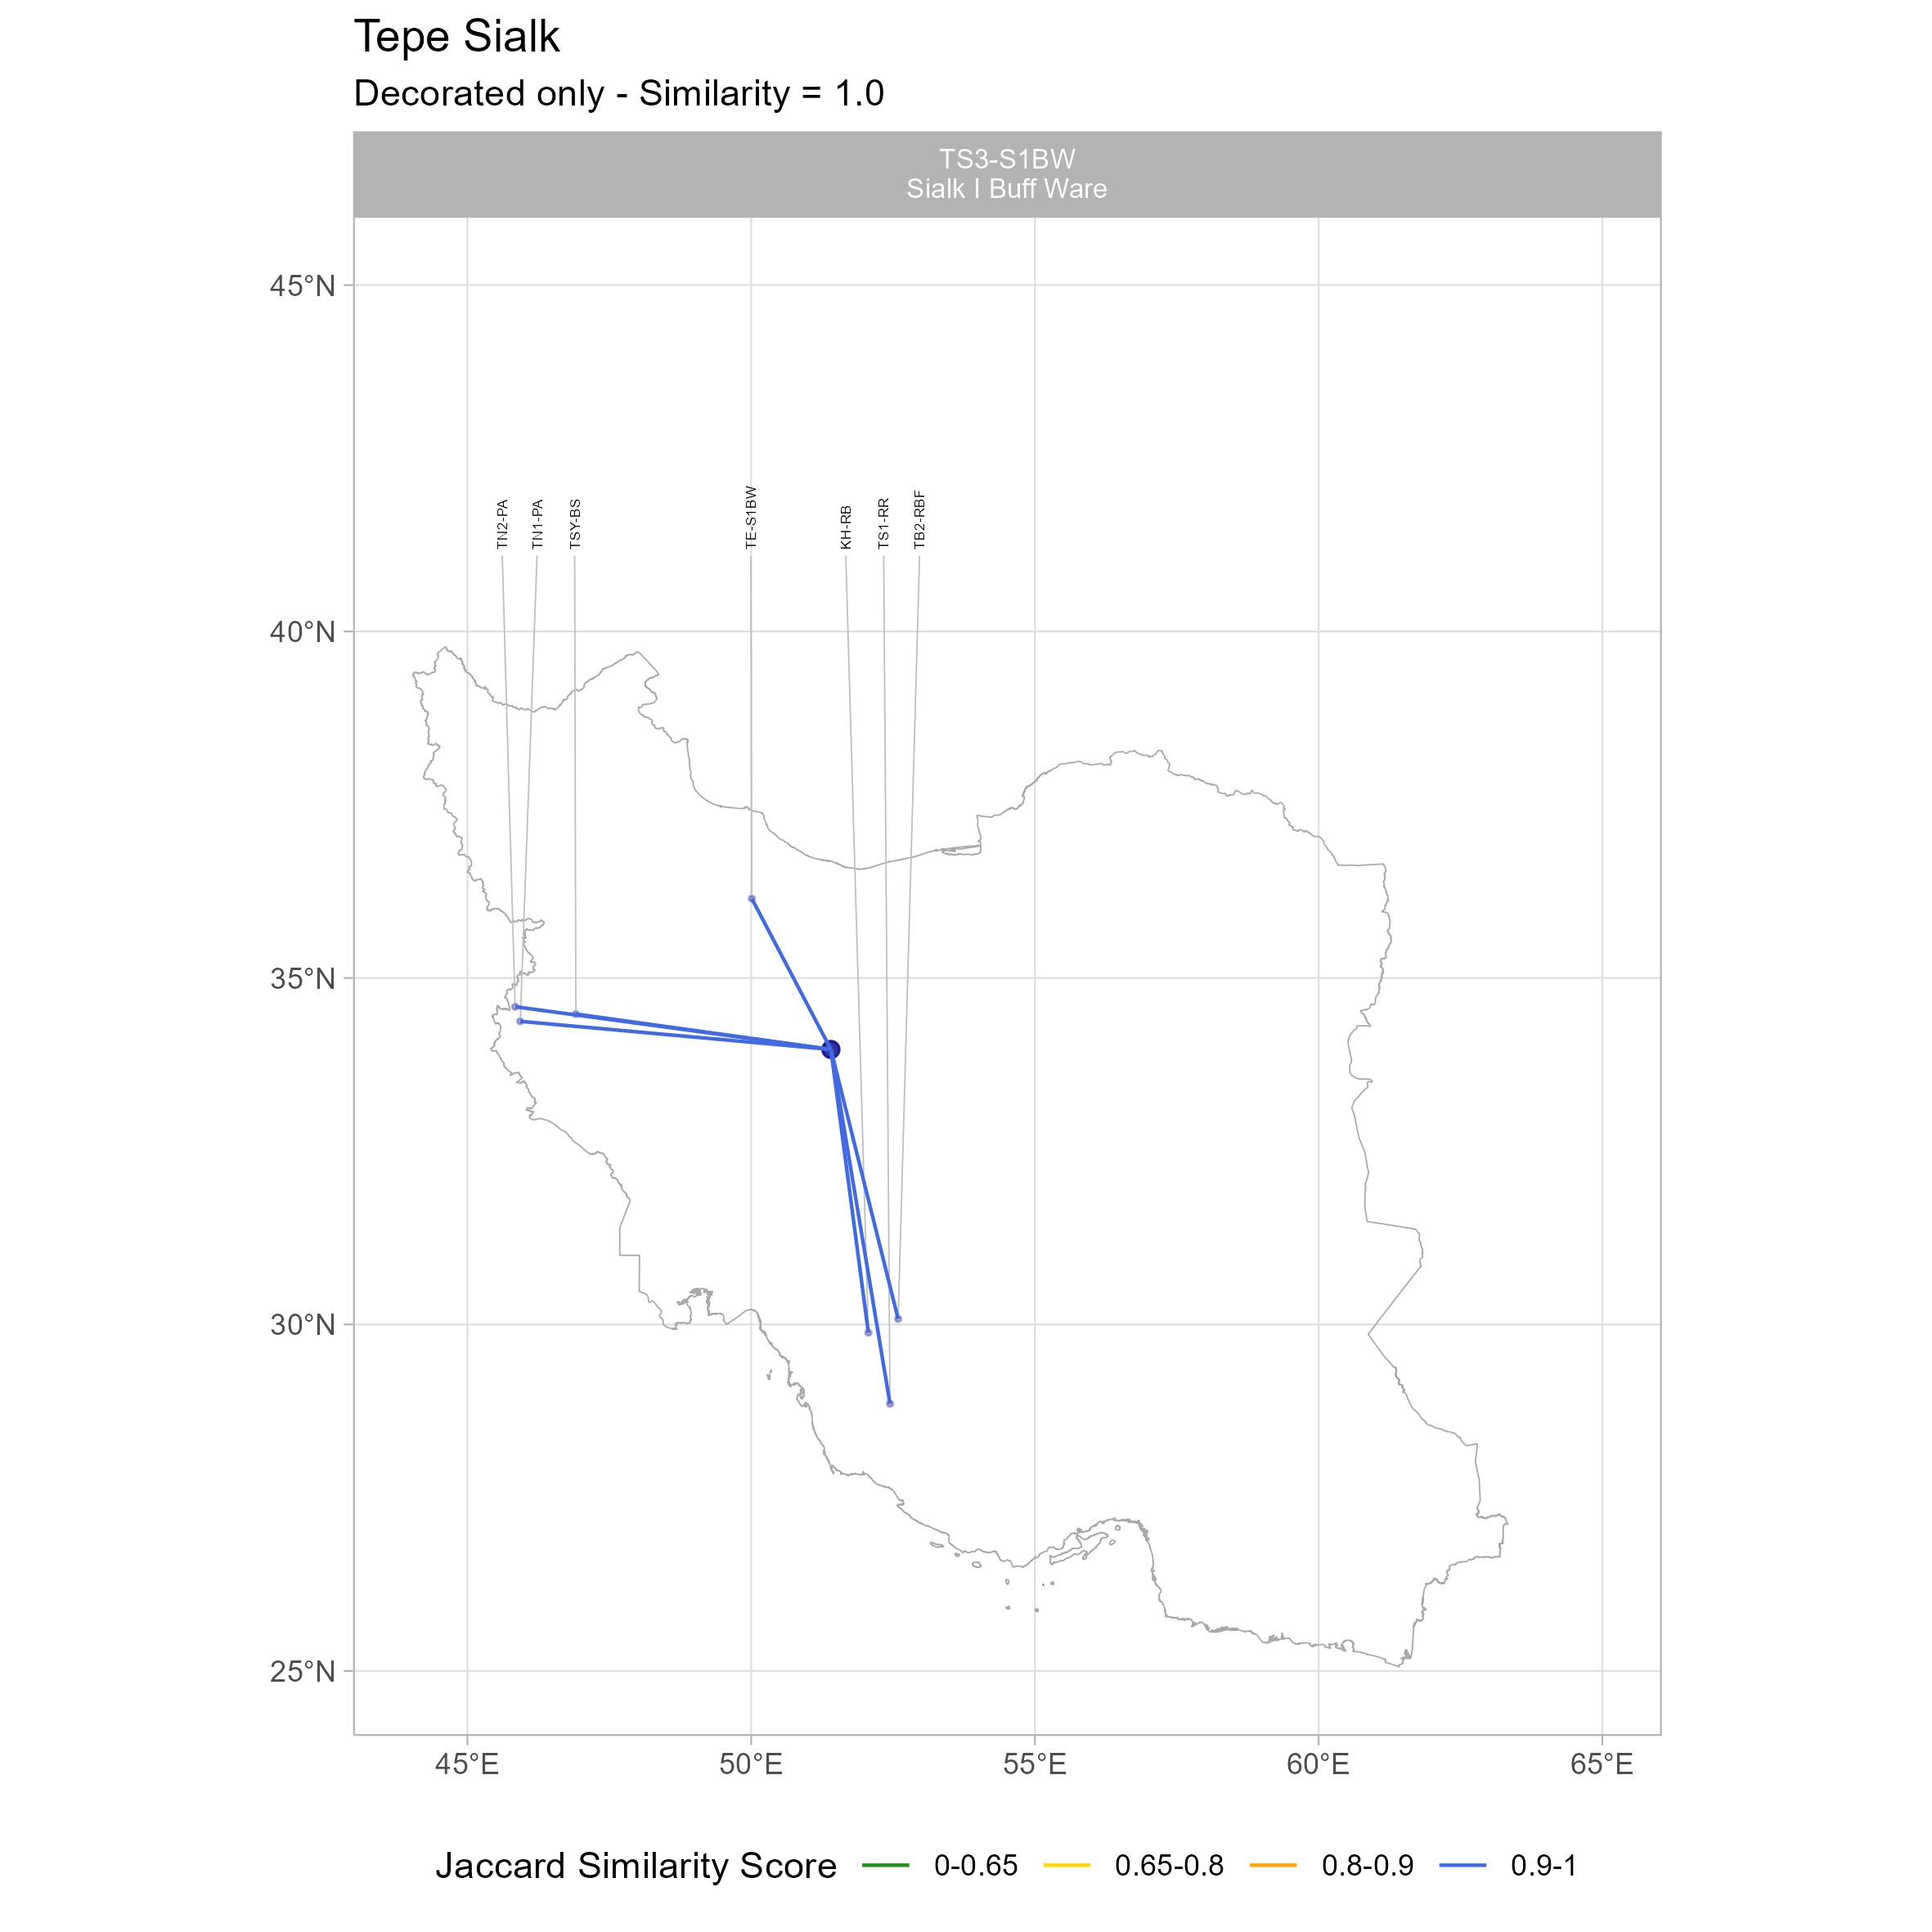 Tepe Sialk
Decorated only - Similarity = 1.0
TS3-S1BW
Sialk I Buff Ware
45°N
40°N
35°N
30°N
25°N
TN2-PA
TN1-PA
TSY-BS
TE-S1BW
KH-RB
TS1-RR
TB2-RBF
45°E 50°E 55°E 60°E 65°E
Jaccard Similarity Score 0-0.65 0.65-0.8 0.8-0.9 0.9-1